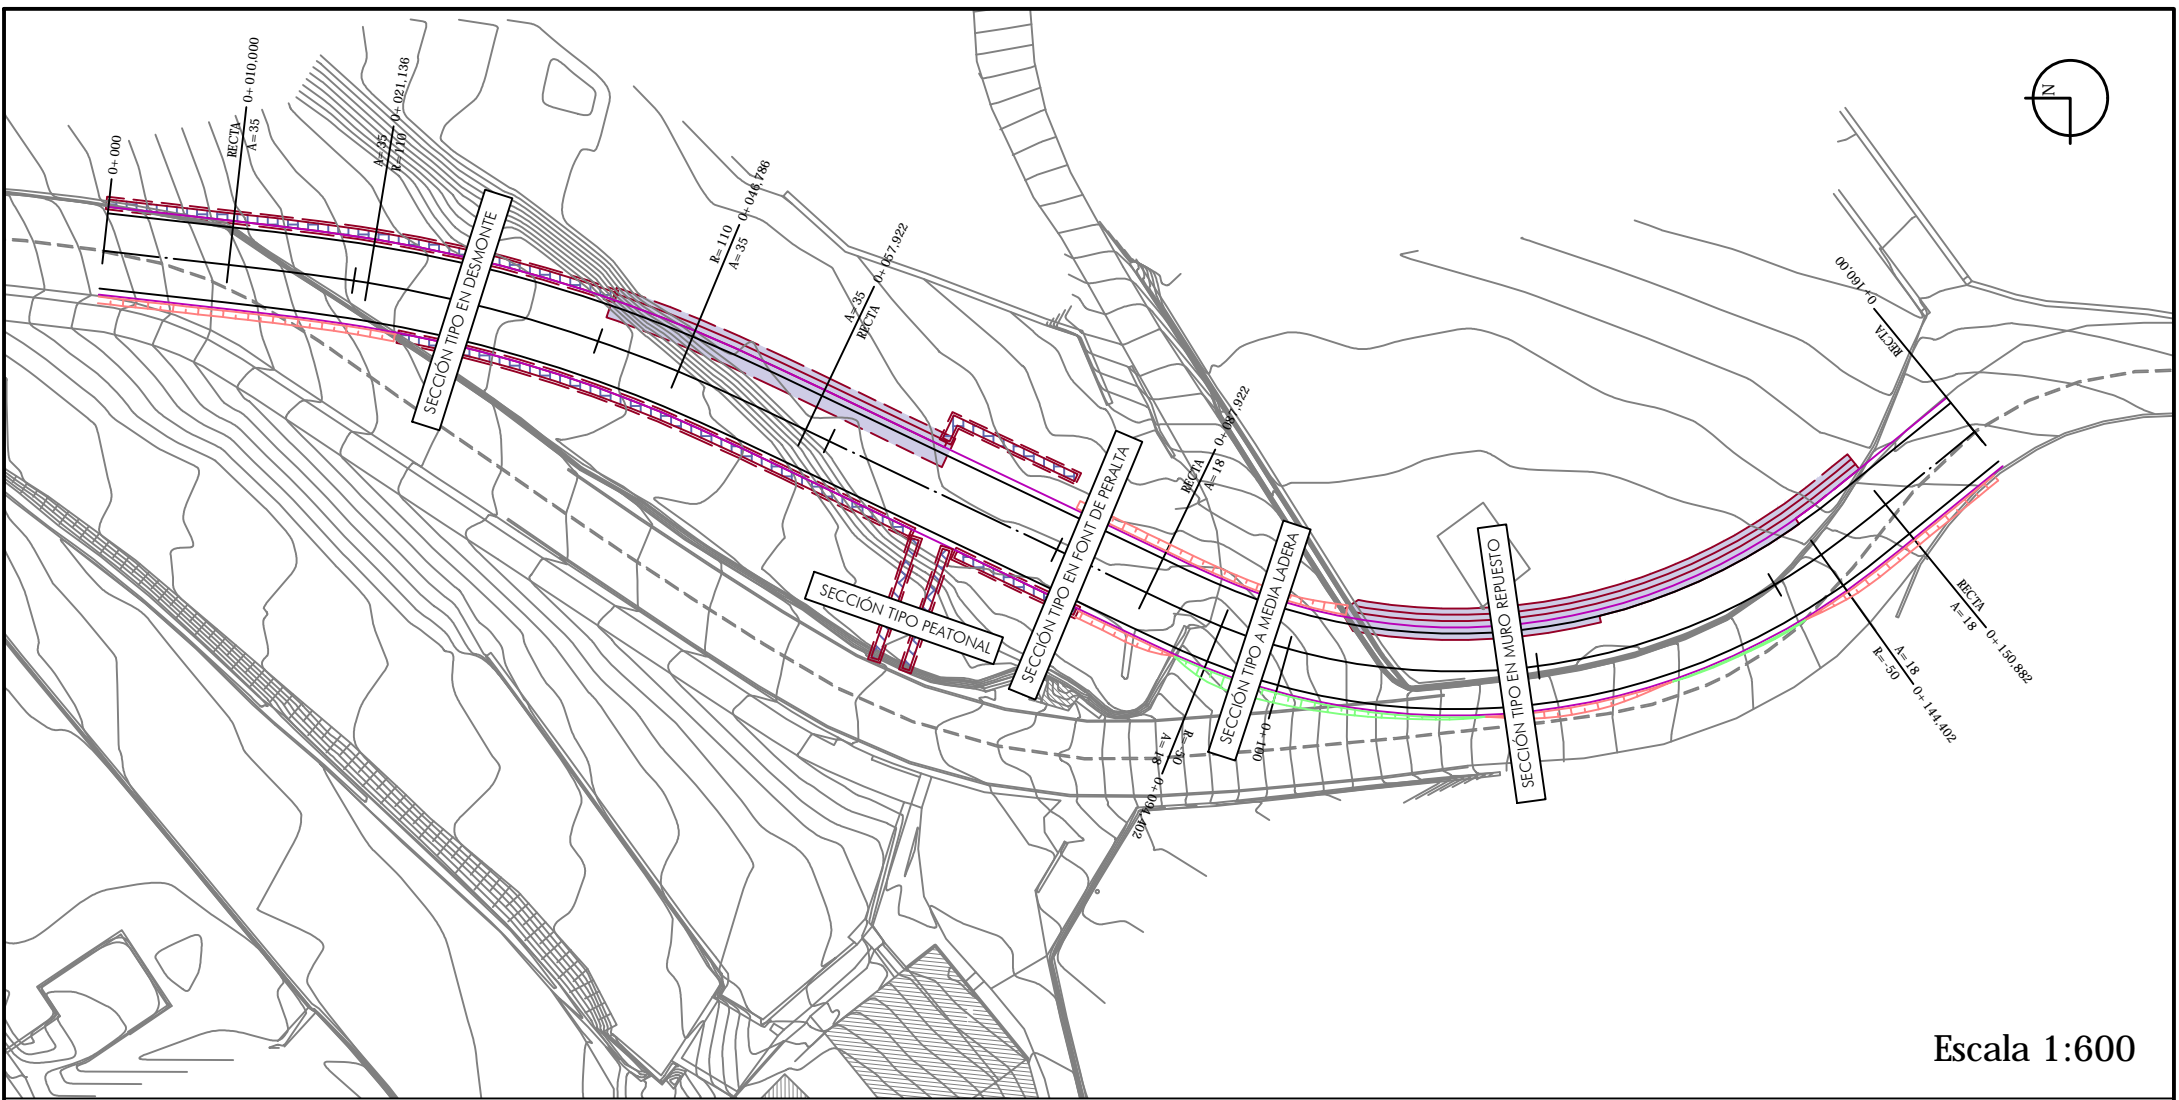 0+000
RECTA
0+010.000
A=35
A=35
0+021.136
R=110
SECCIÓN TIPO EN DESMONTE
R=110
0+046.786
A=35
A=35
0+057.922
RECTA
SECCIÓN TIPO PEATONAL
SECCIÓN TIPO EN FONT DE PERALTA
RECTA
0+087.922
A=18
A=18
0+094.402
R=-50
SECCIÓN TIPO A MEDIA LADERA
0+100
SECCIÓN TIPO EN MURO REPUESTO
A=18
R=-50
0+144.402
RECTA
A=18
0+150.882
0+160.00
RECTA
N
Escala 1:600